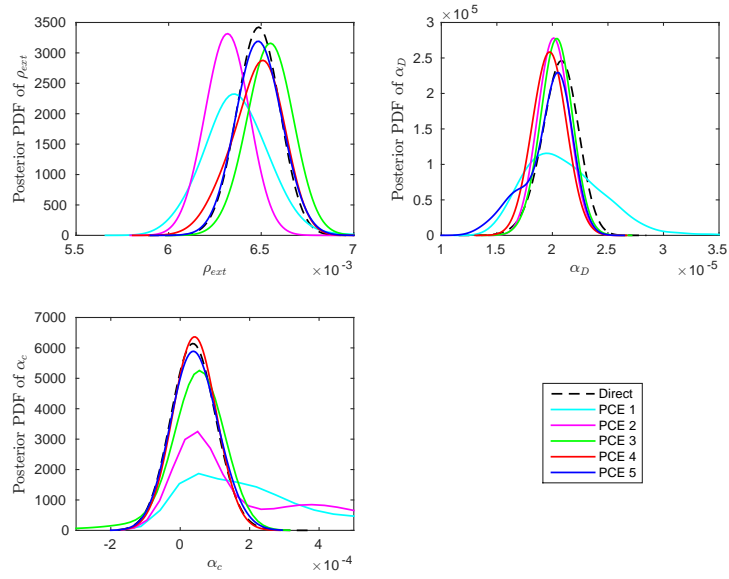 3500
3000
2500
2000
1500
1000
500
0
Posterior PDF of ρ_ext
5.5 6 6.5 7
ρ_ext
×10^-3
×10^5
3
2.5
2
1.5
1
0.5
0
Posterior PDF of α_D
1 1.5 2 2.5 3 3.5
α_D
×10^-5
7000
6000
5000
4000
3000
2000
1000
0
Posterior PDF of α_c
-2 0 2 4
α_c
×10^-4
Direct
PCE 1
PCE 2
PCE 3
PCE 4
PCE 5